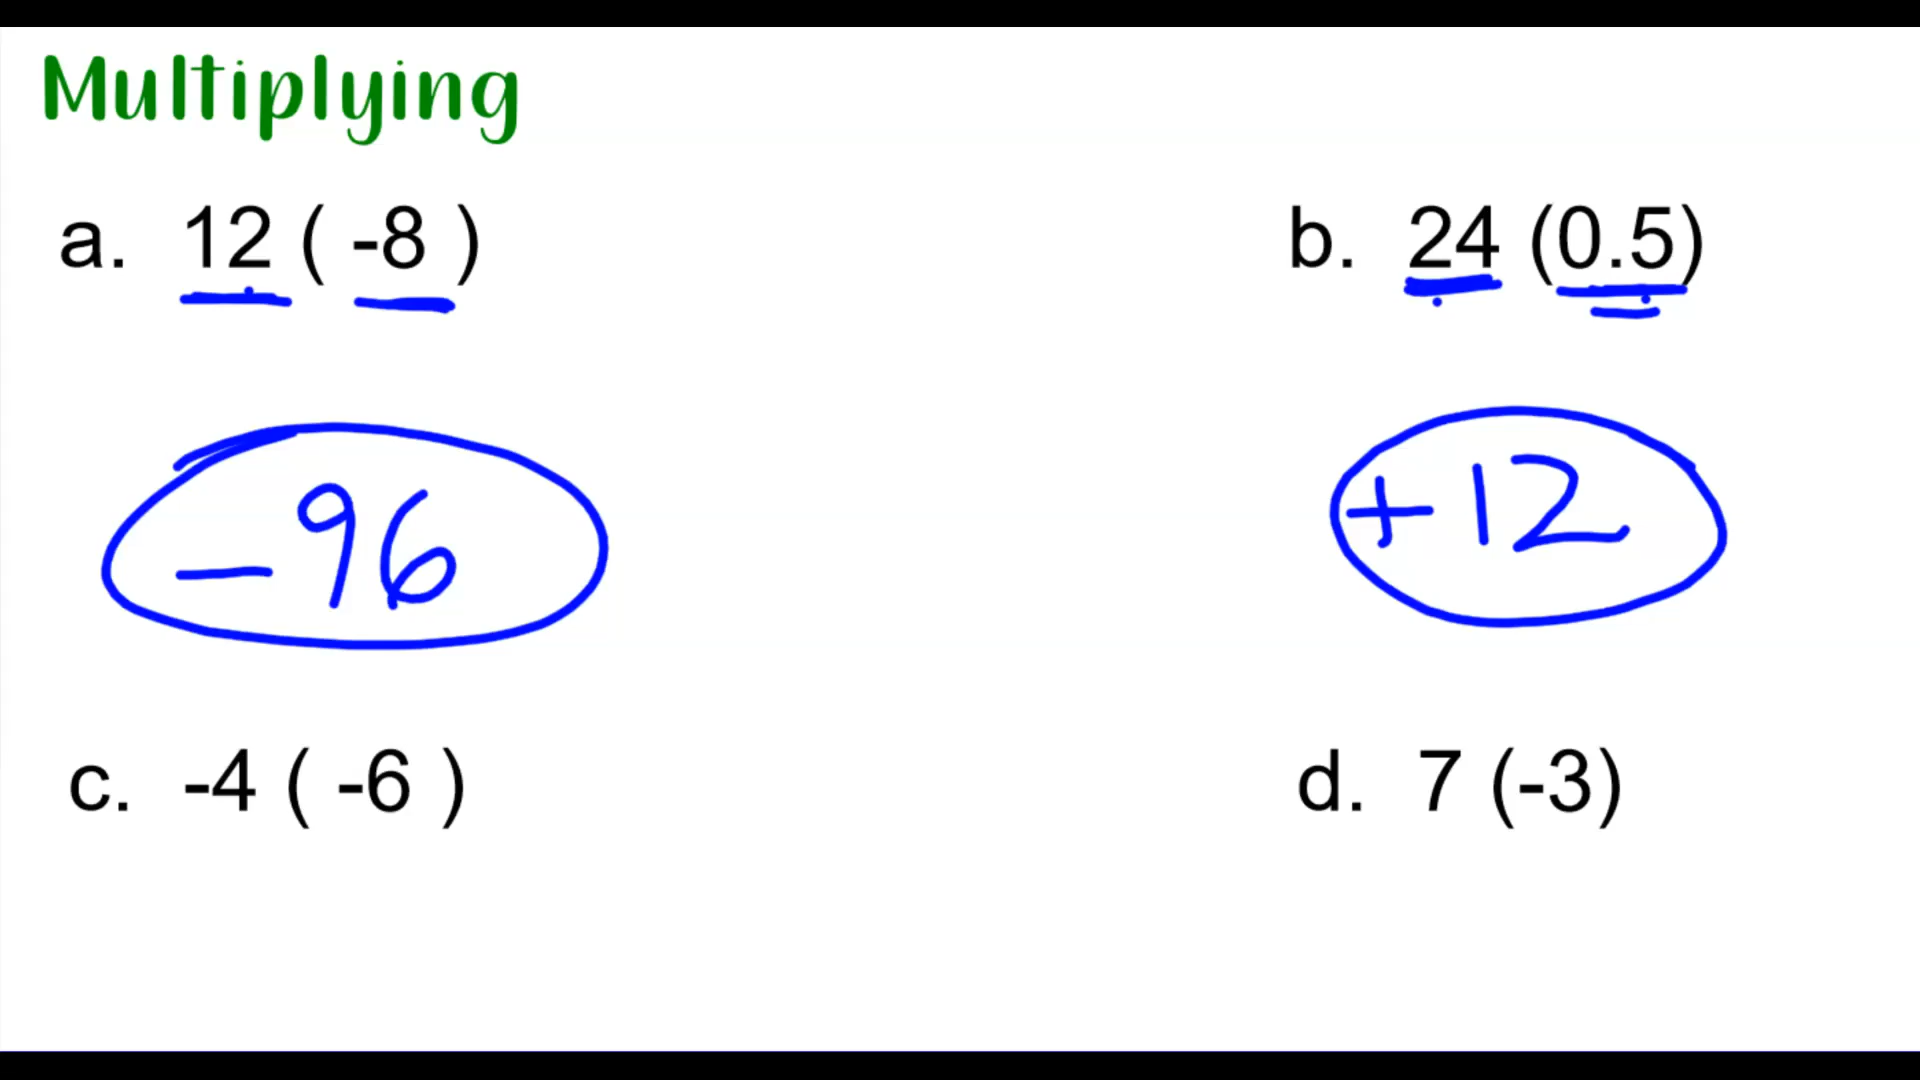 Multiplying
a. 12 ( -8 )
b. 24 (0.5)
-96
+12
c. -4 ( -6 )
d. 7 (-3)